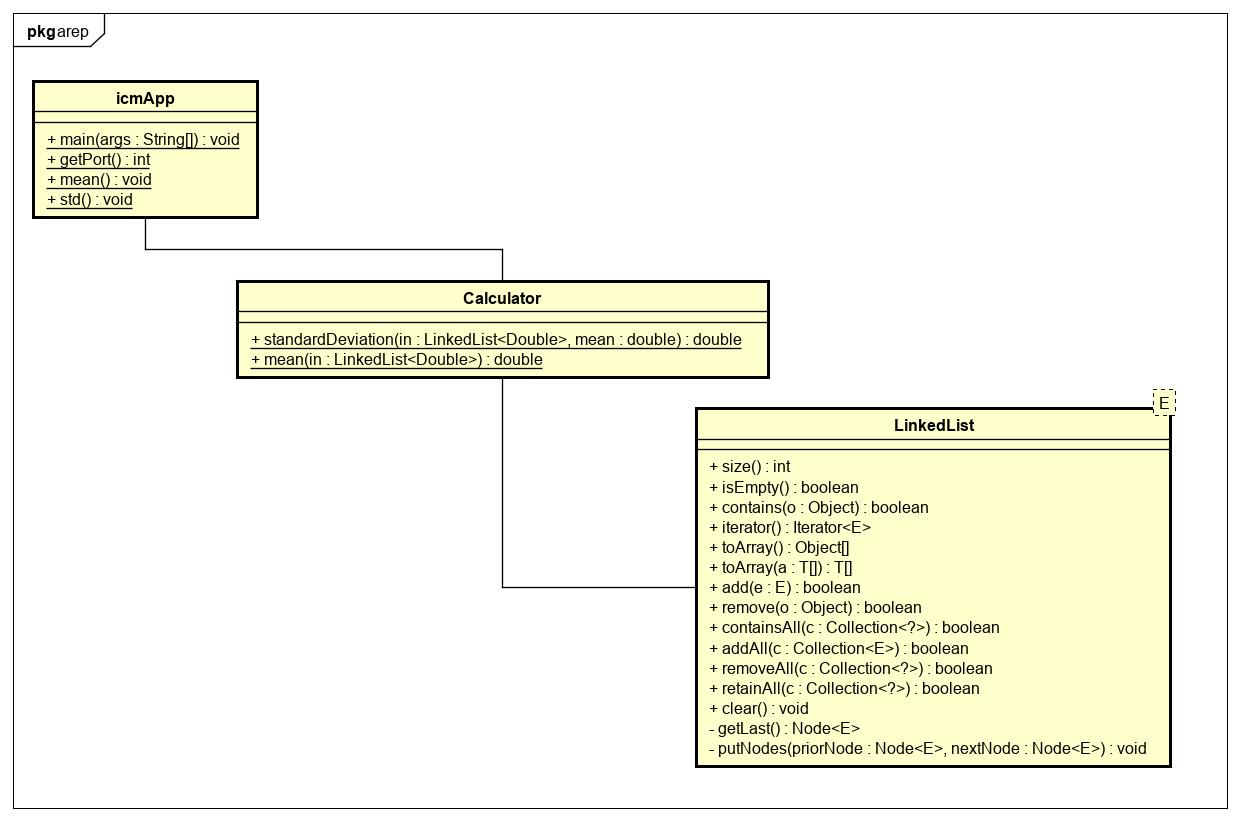 pkg arep
icmApp
+ main(args : String[]) : void
+ getPort() : int
+ mean() : void
+ std() : void
Calculator
+ standardDeviation(in : LinkedList<Double>, mean : double) : double
+ mean(in : LinkedList<Double>) : double
E
LinkedList
+ size() : int
+ isEmpty() : boolean
+ contains(o : Object) : boolean
+ iterator() : Iterator<E>
+ toArray() : Object[]
+ toArray(a : T[]) : T[]
+ add(e : E) : boolean
+ remove(o : Object) : boolean
+ containsAll(c : Collection<?>) : boolean
+ addAll(c : Collection<E>) : boolean
+ removeAll(c : Collection<?>) : boolean
+ retainAll(c : Collection<?>) : boolean
+ clear() : void
- getLast() : Node<E>
- putNodes(priorNode : Node<E>, nextNode : Node<E>) : void